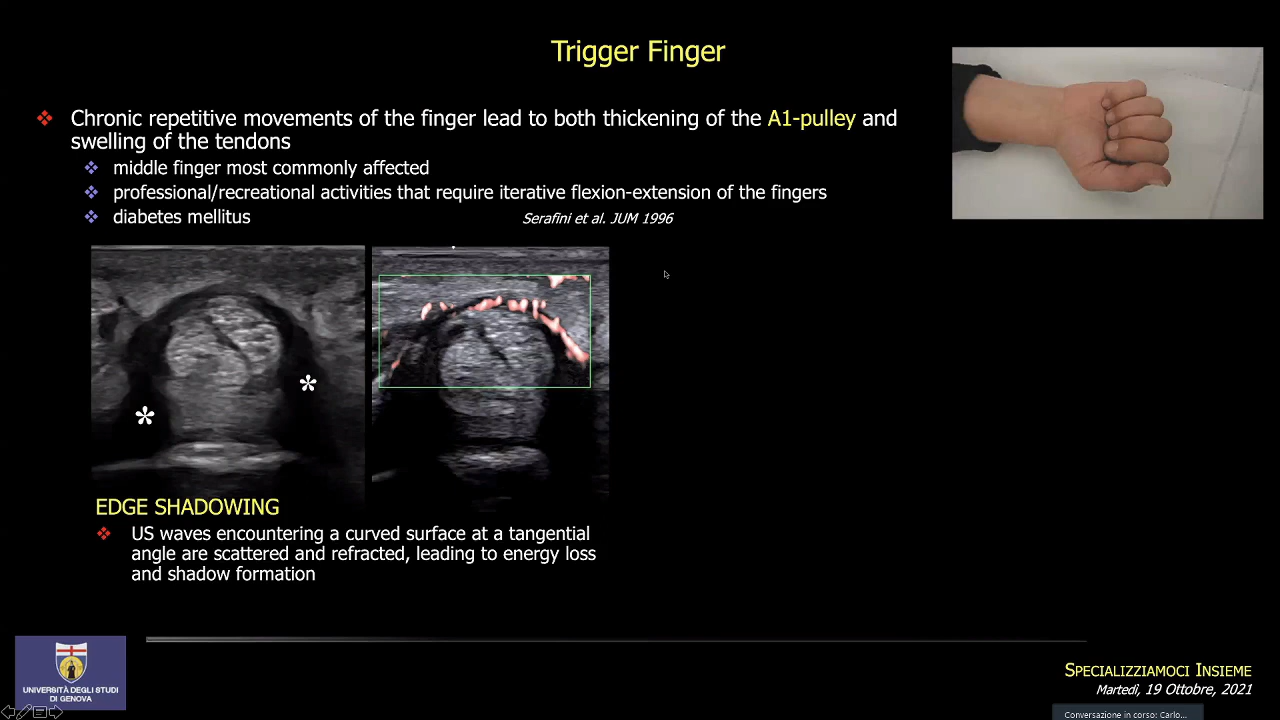 Trigger Finger
Chronic repetitive movements of the finger lead to both thickening of the A1-pulley and
swelling of the tendons
middle finger most commonly affected
professional/recreational activities that require iterative flexion-extension of the fingers
diabetes mellitus
Serafini et al. JUM 1996
*
*
EDGE SHADOWING
US waves encountering a curved surface at a tangential
angle are scattered and refracted, leading to energy loss
and shadow formation
UNIVERSITÀ DEGLI STUDI
DI GENOVA
SPECIALIZZIAMOCI INSIEME
Martedì, 19 Ottobre, 2021
Conversazione in corso: Carlo...